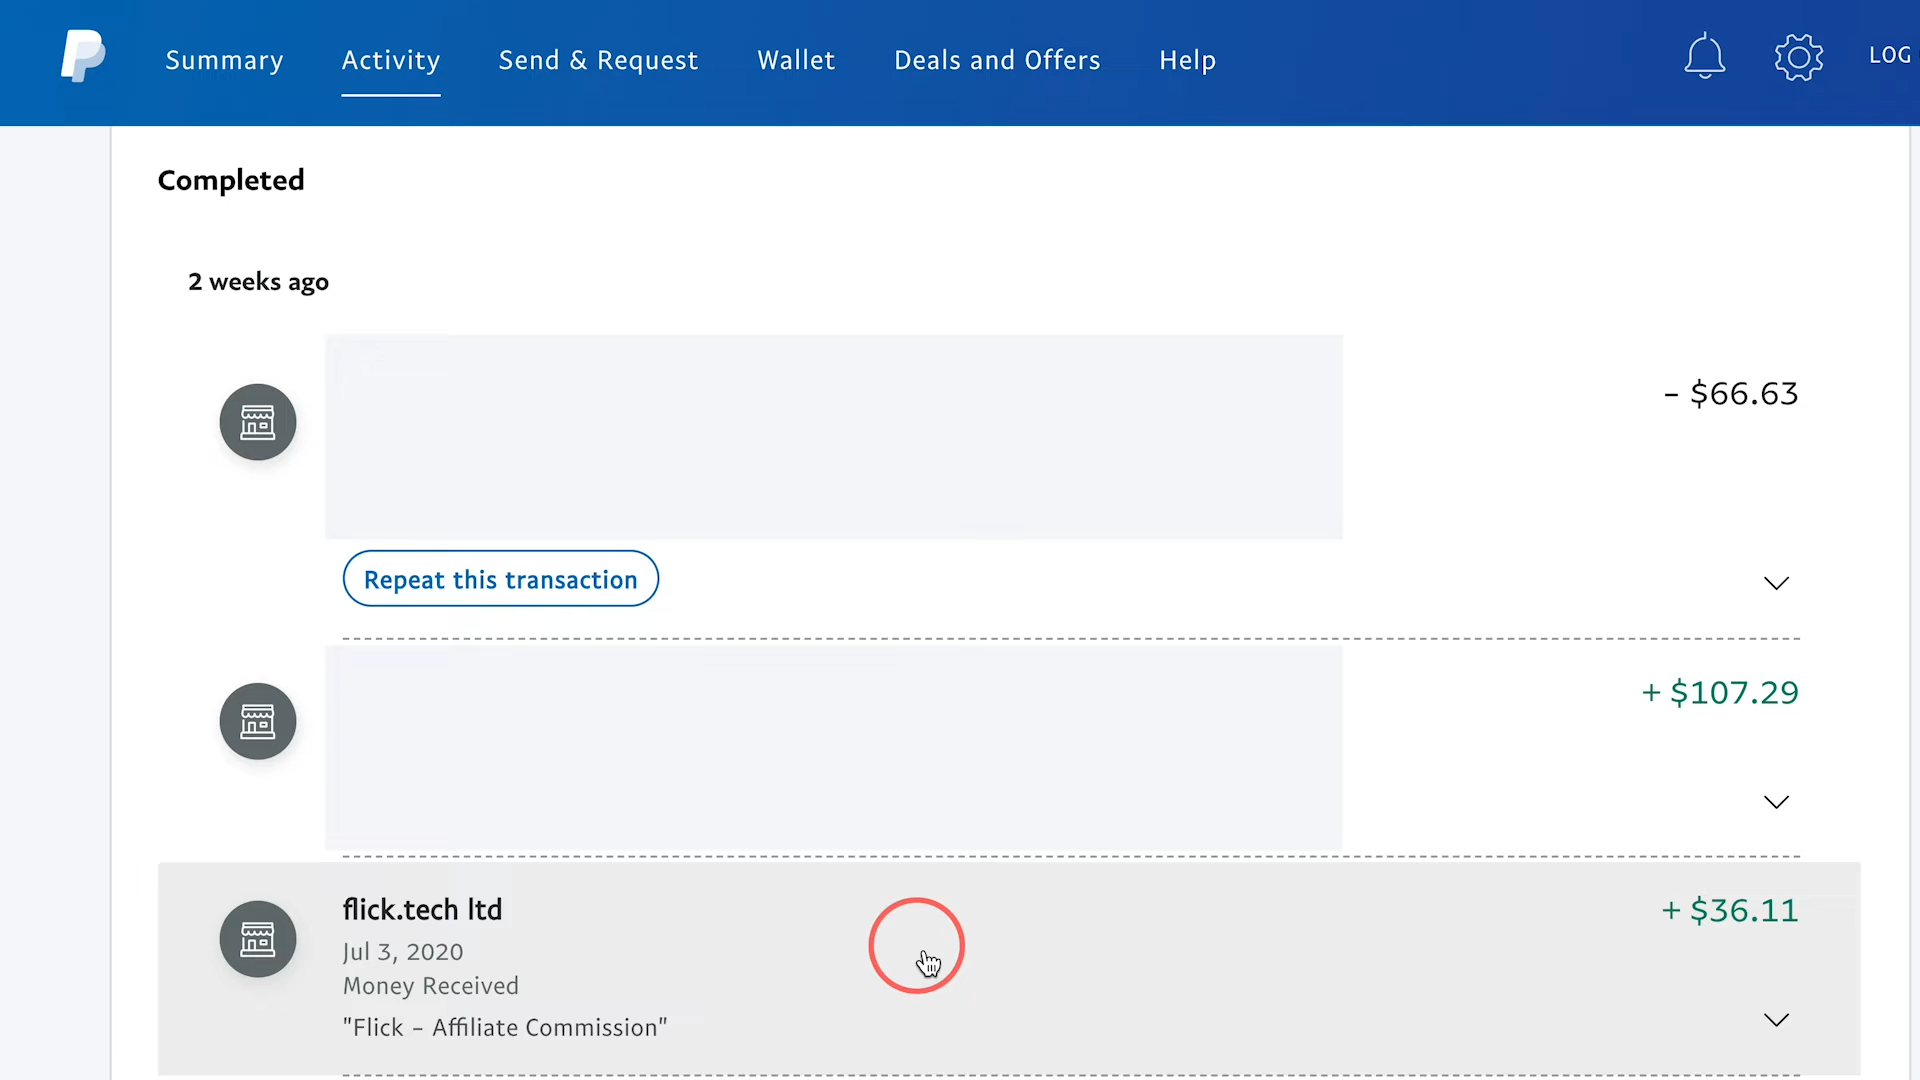 Summary Activity Send & Request Wallet Deals and Offers Help LOG
Completed
2 weeks ago
- $66.63
Repeat this transaction
+ $107.29
flick.tech ltd + $36.11
Jul 3, 2020
Money Received
"Flick – Affiliate Commission"